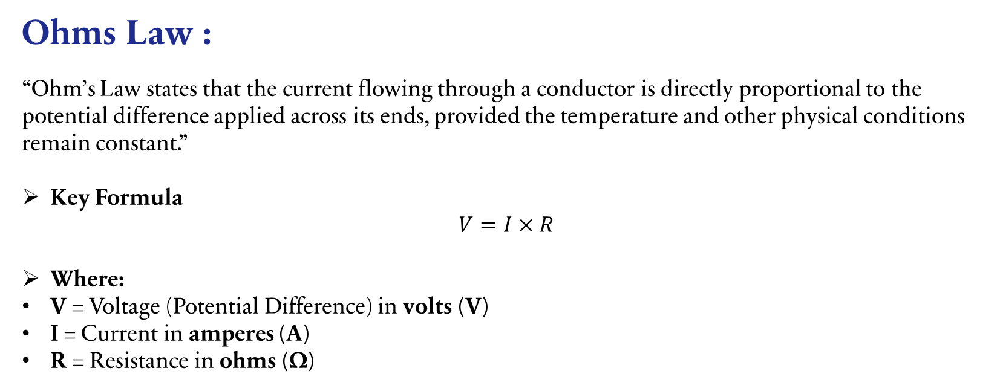 Ohms Law :
“Ohm’s Law states that the current flowing through a conductor is directly proportional to the
potential difference applied across its ends, provided the temperature and other physical conditions
remain constant.”
➢ Key Formula
V = I × R
➢ Where:
• V = Voltage (Potential Difference) in volts (V)
• I = Current in amperes (A)
• R = Resistance in ohms (Ω)